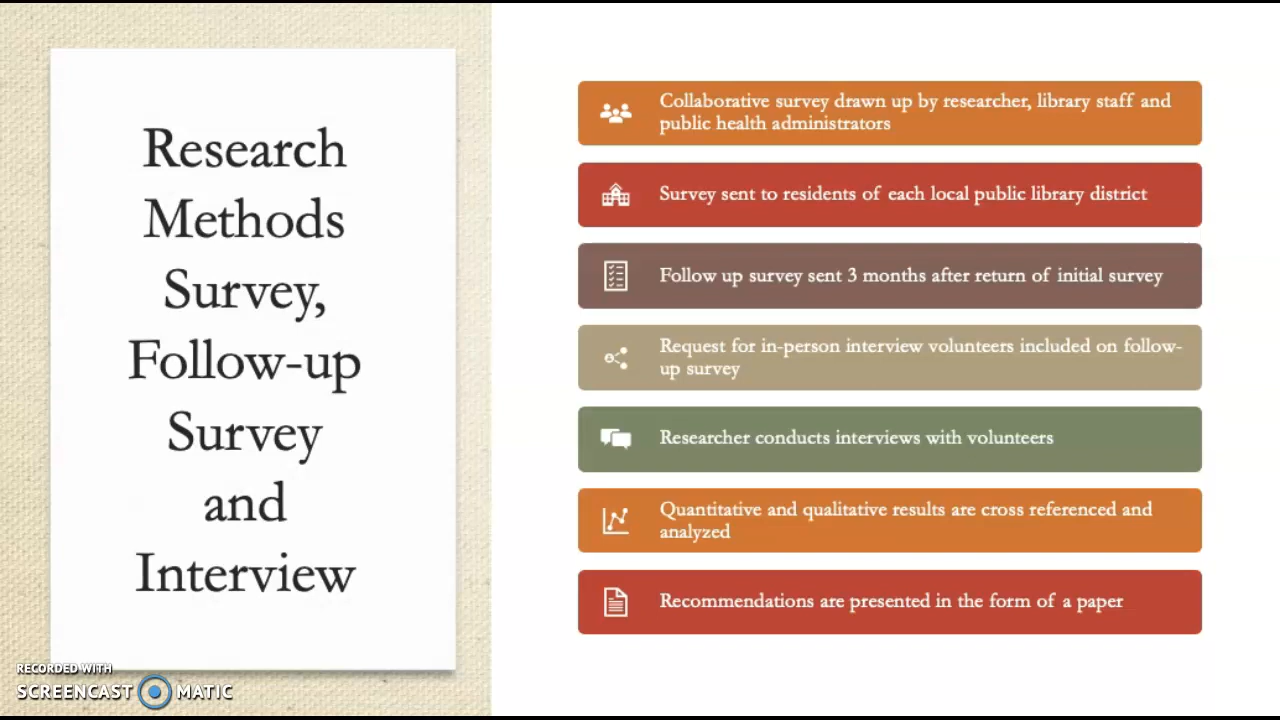 Research
Methods
Survey,
Follow-up
Survey
and
Interview
Collaborative survey drawn up by researcher, library staff and
public health administrators
Survey sent to residents of each local public library district
Follow up survey sent 3 months after return of initial survey
Request for in-person interview volunteers included on follow-
up survey
Researcher conducts interviews with volunteers
Quantitative and qualitative results are cross referenced and
analyzed
Recommendations are presented in the form of a paper
RECORDED WITH
SCREENCAST MATIC